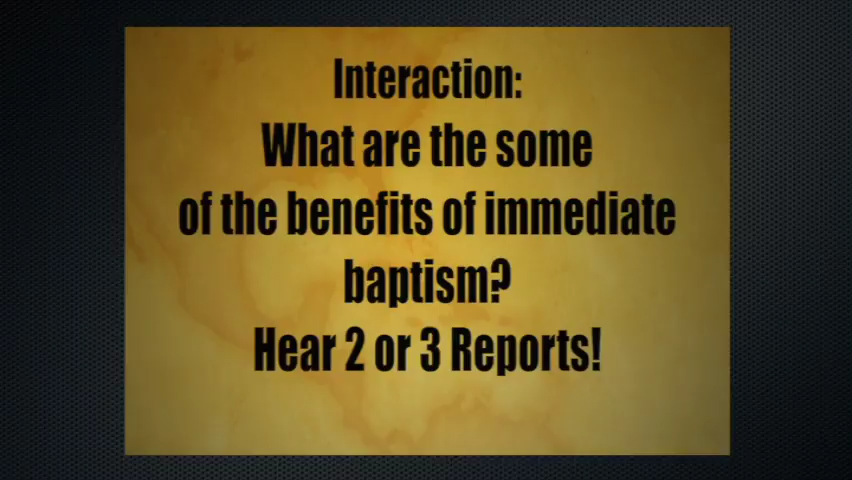 Interaction:
What are the some
of the benefits of immediate
baptism?
Hear 2 or 3 Reports!